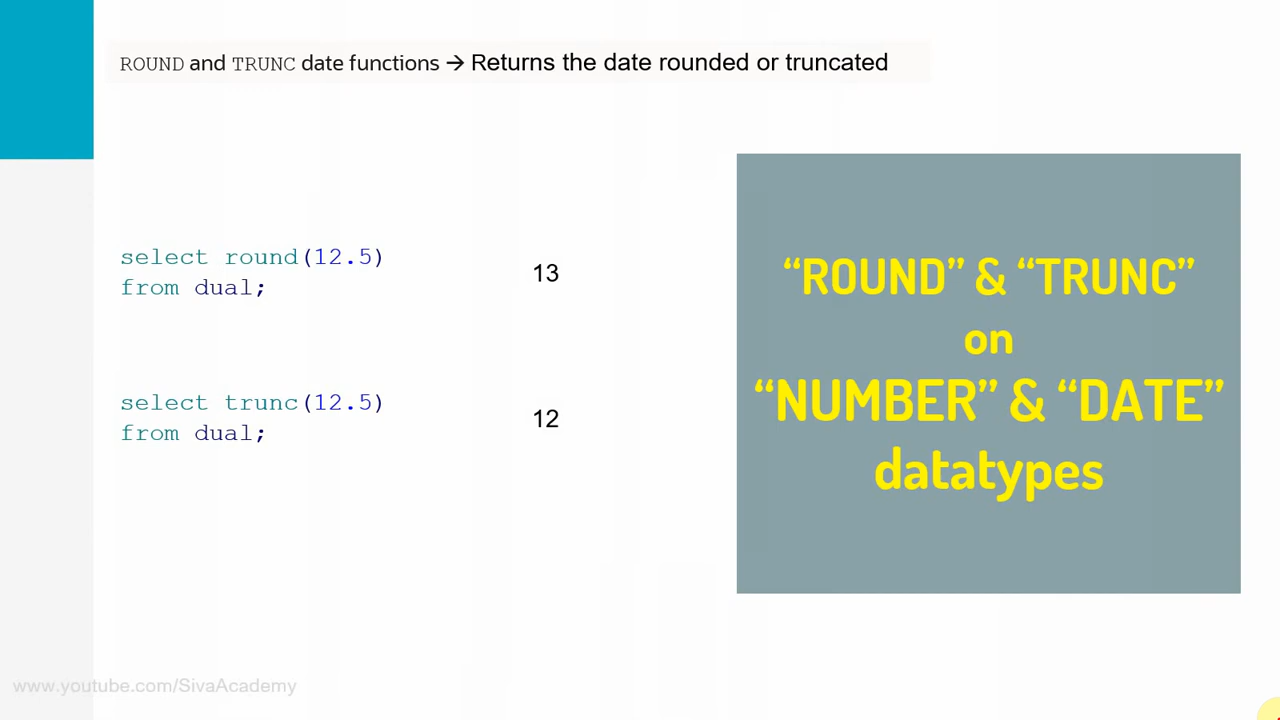 ROUND and TRUNC date functions → Returns the date rounded or truncated
select round(12.5)
from dual;
13
select trunc(12.5)
from dual;
12
“ROUND” & “TRUNC”
on
“NUMBER” & “DATE”
datatypes
www.youtube.com/SivaAcademy